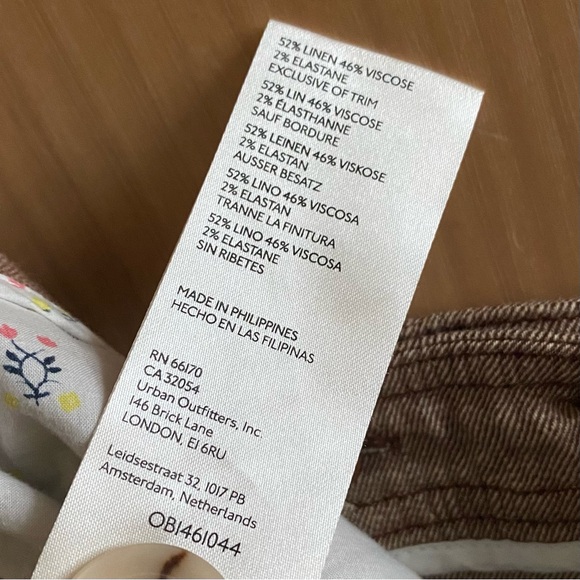 52% LINEN 46% VISCOSE
2% ELASTANE
EXCLUSIVE OF TRIM
52% LIN 46% VISCOSE
2% ÉLASTHANNE
SAUF BORDURE
52% LEINEN 46% VISKOSE
2% ELASTAN
AUSSER BESATZ
52% LINO 46% VISCOSA
2% ELASTAN
TRANNE LA FINITURA
52% LINO 46% VISCOSA
2% ELASTANE
SIN RIBETES
MADE IN PHILIPPINES
HECHO EN LAS FILIPINAS
RN 66170
CA 32054
Urban Outfitters, Inc.
146 Brick Lane
LONDON, E1 6RU
Leidsestraat 32, 1017 PB
Amsterdam, Netherlands
OB1461044